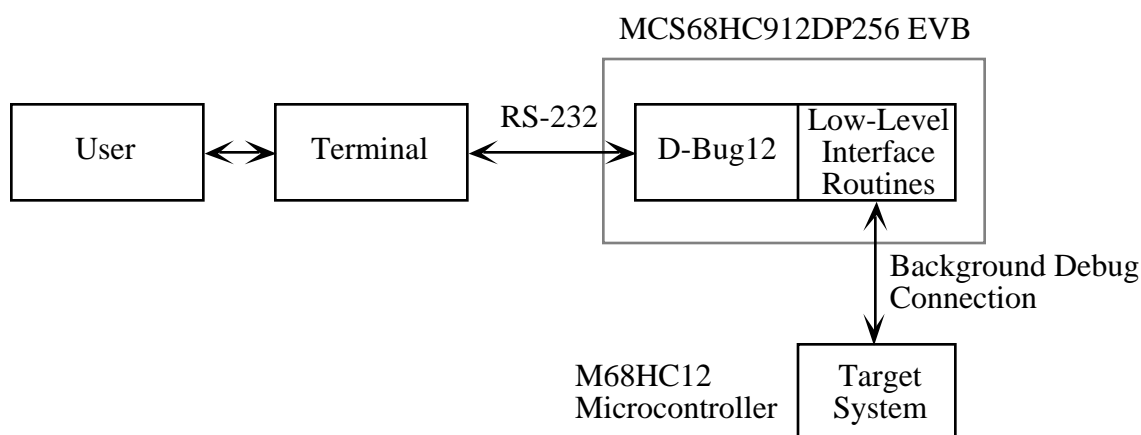 MCS68HC912DP256 EVB
User
Terminal
RS-232
D-Bug12
Low-Level
Interface
Routines
Background Debug
Connection
M68HC12
Microcontroller
Target
System